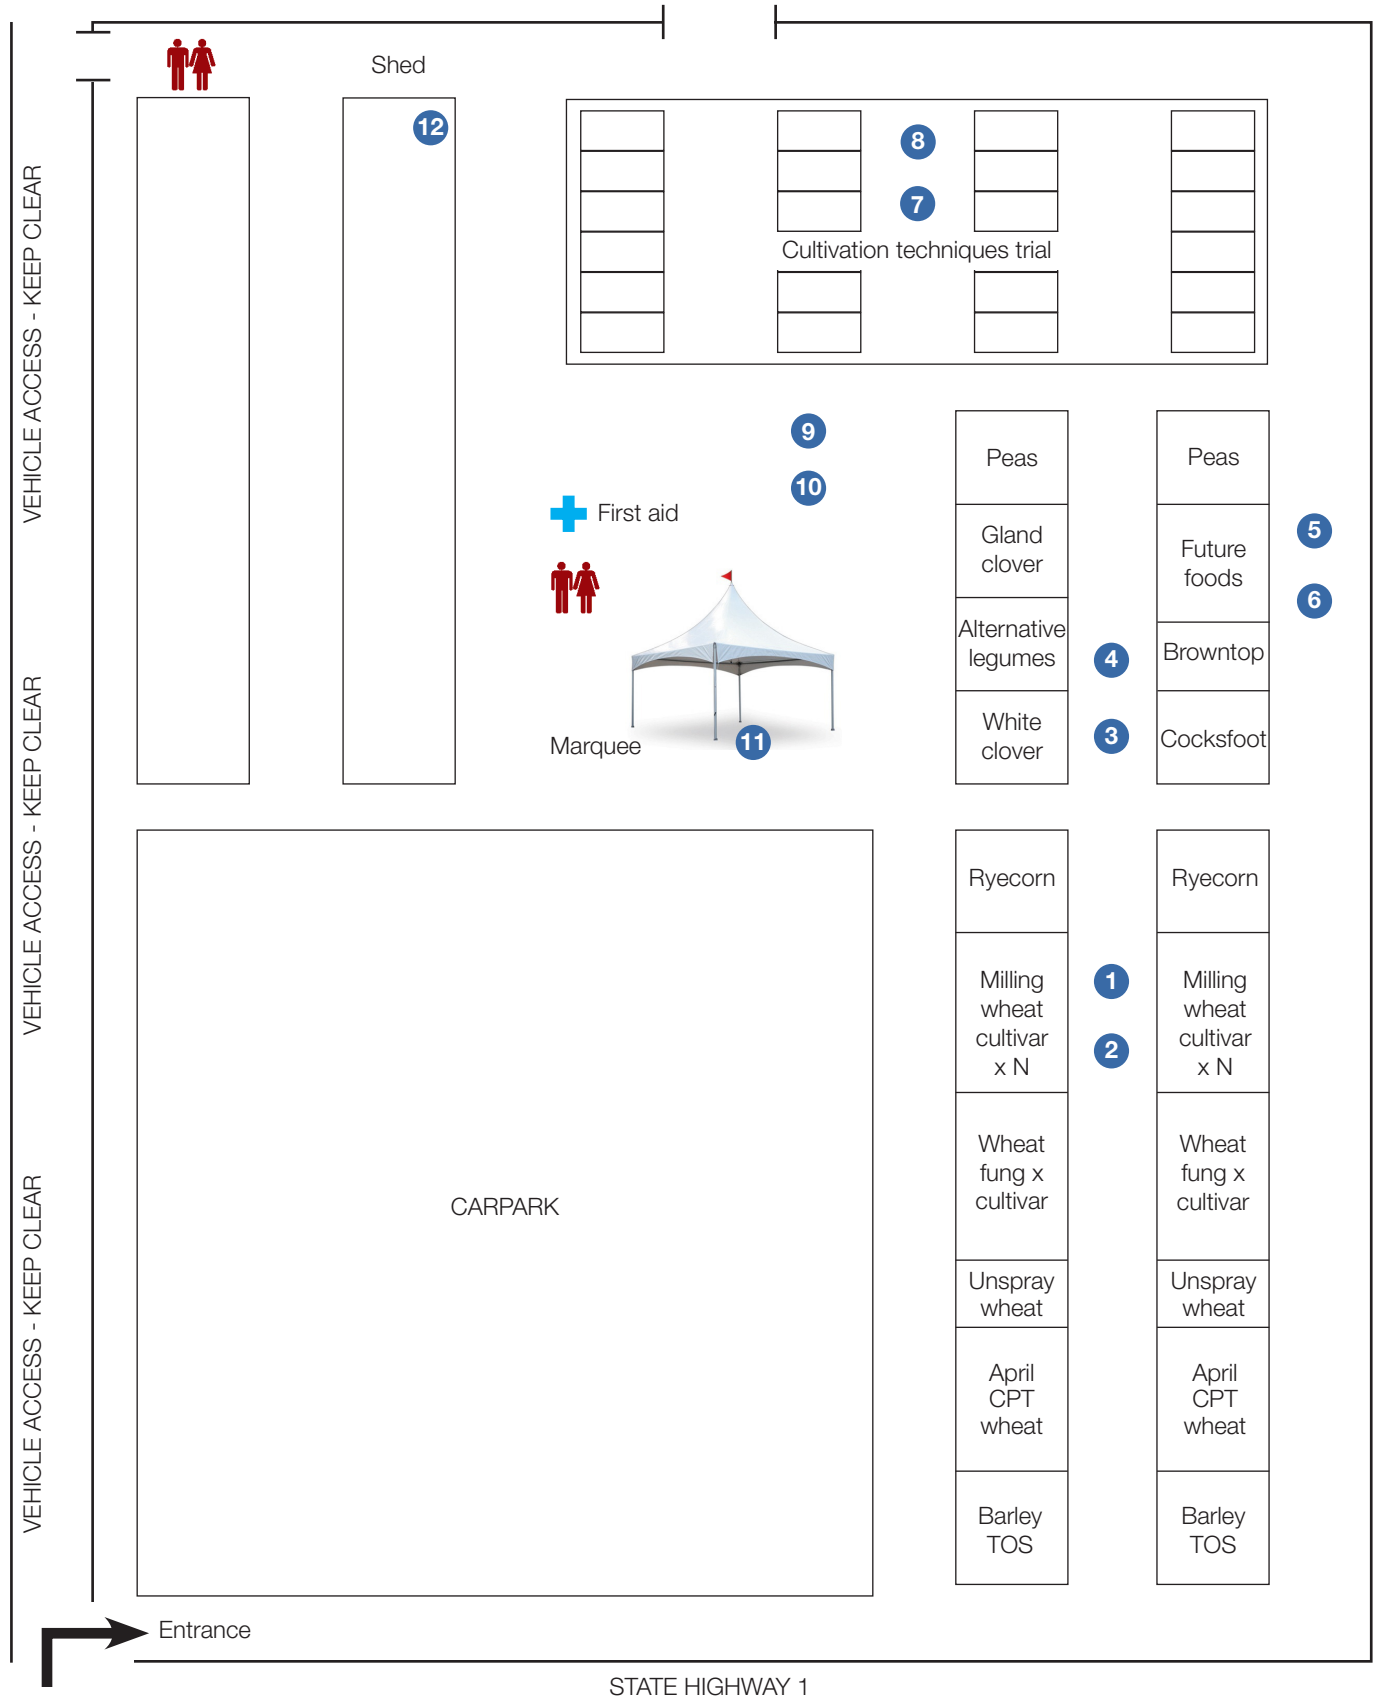 Shed
12
8
7
Cultivation techniques trial
VEHICLE ACCESS - KEEP CLEAR
9
10
First aid
Marquee
11
Peas
Gland
clover
Alternative
legumes
White
clover
4
3
Peas
Future
foods
Browntop
Cocksfoot
5
6
VEHICLE ACCESS - KEEP CLEAR
CARPARK
Ryecorn
Milling
wheat
cultivar
x N
Wheat
fung x
cultivar
Unspray
wheat
April
CPT
wheat
Barley
TOS
1
2
Ryecorn
Milling
wheat
cultivar
x N
Wheat
fung x
cultivar
Unspray
wheat
April
CPT
wheat
Barley
TOS
VEHICLE ACCESS - KEEP CLEAR
Entrance
STATE HIGHWAY 1